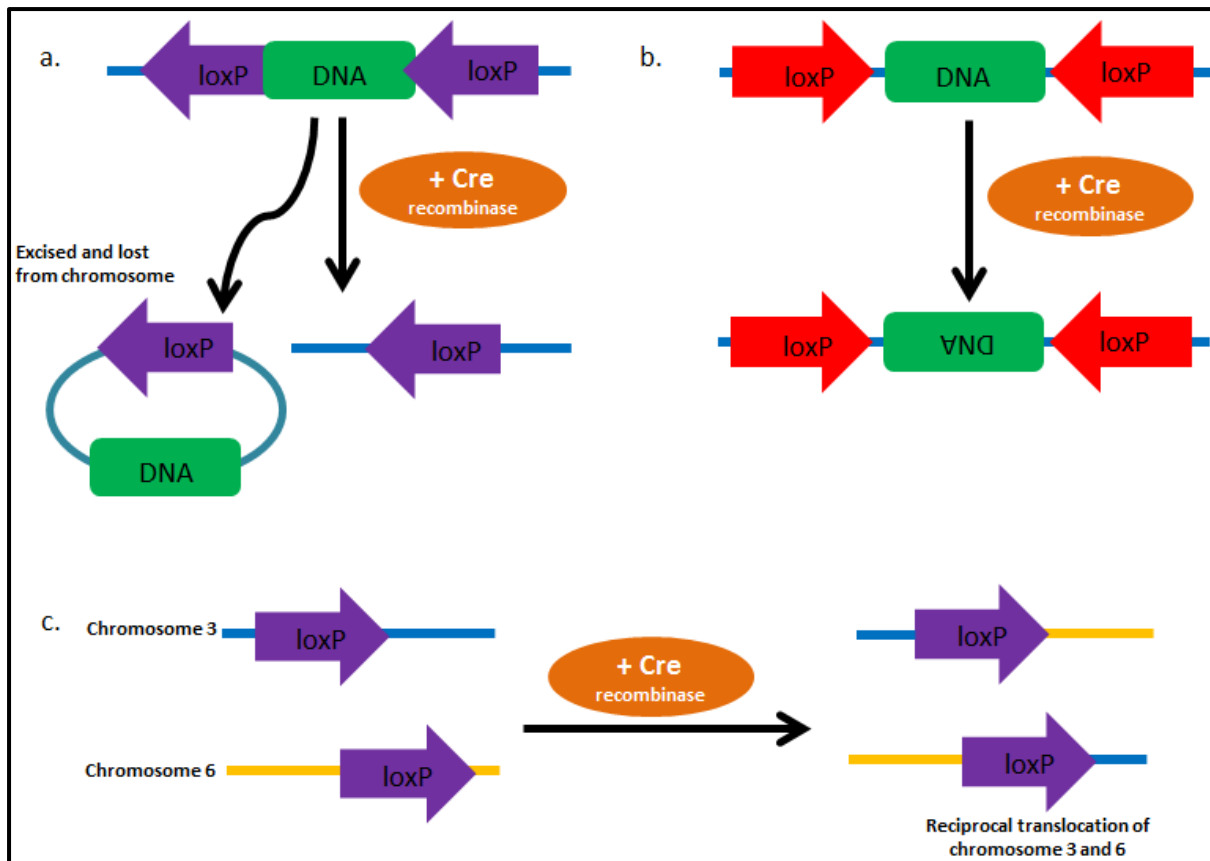 a.
loxP
DNA
loxP
+ Cre
recombinase
Excised and lost
from chromosome
loxP
DNA
loxP
b.
loxP
DNA
loxP
+ Cre
recombinase
loxP
DNA
loxP
c.
Chromosome 3
loxP
Chromosome 6
loxP
+ Cre
recombinase
loxP
loxP
Reciprocal translocation of
chromosome 3 and 6